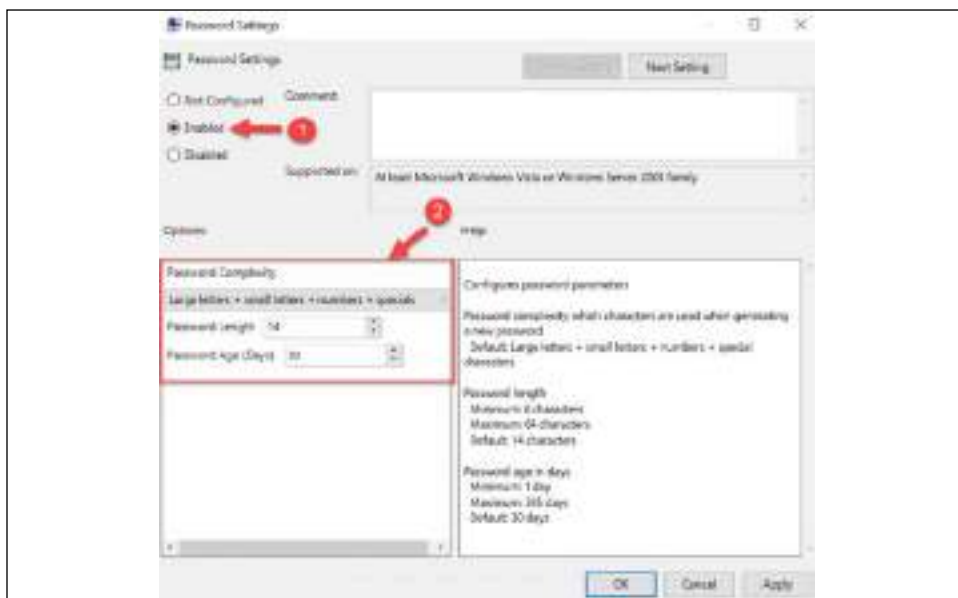 Password Settings
Password Settings
Next Setting
Not Configured
Comment:
Enabled
1
Disabled
Supported on:
At least Microsoft Windows Vista or Windows Server 2003 family
2
Options:
Help:
Password Complexity
Large letters + small letters + numbers + specials
Password Length 14
Password Age (Days) 30
Configures password parameters
Password complexity: which characters are used when generating
a new password
Default: Large letters + small letters + numbers + special
characters
Password length
Minimum: 8 characters
Maximum: 64 characters
Default: 14 characters
Password age in days
Minimum: 1 day
Maximum: 365 days
Default: 30 days
OK
Cancel
Apply